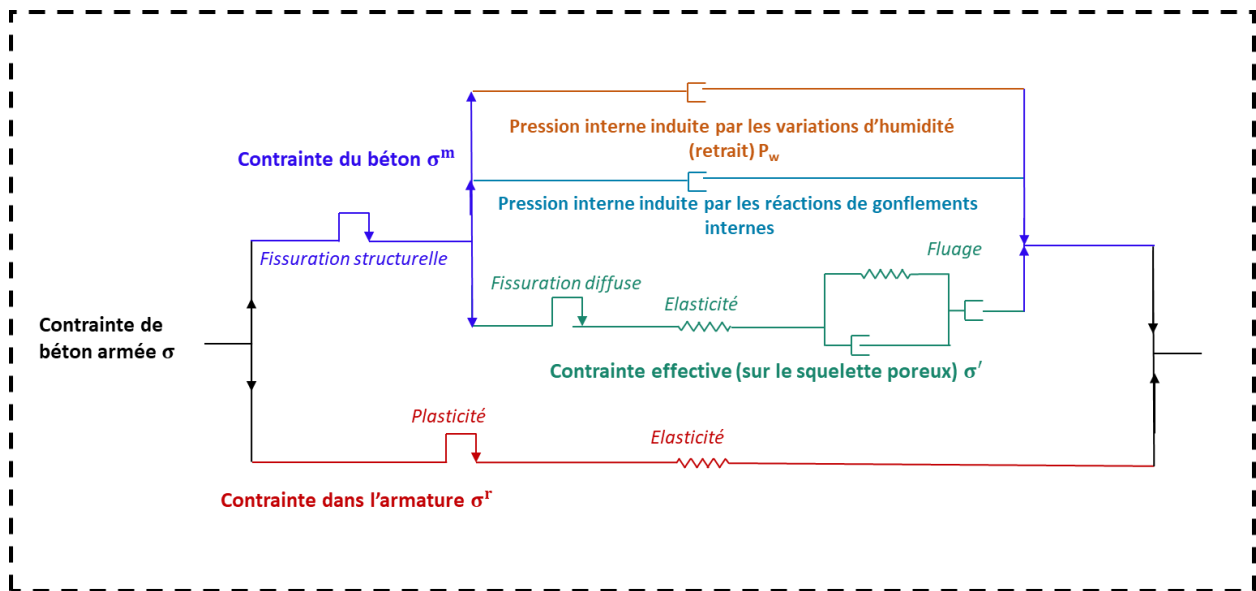 Pression interne induite par les variations d’humidité
(retrait) Pw
Contrainte du béton σᵐ
Pression interne induite par les réactions de gonflements
internes
Fissuration structurelle
Fluage
Fissuration diffuse
Elasticité
Contrainte de
béton armée σ
Contrainte effective (sur le squelette poreux) σ′
Plasticité
Elasticité
Contrainte dans l’armature σʳ